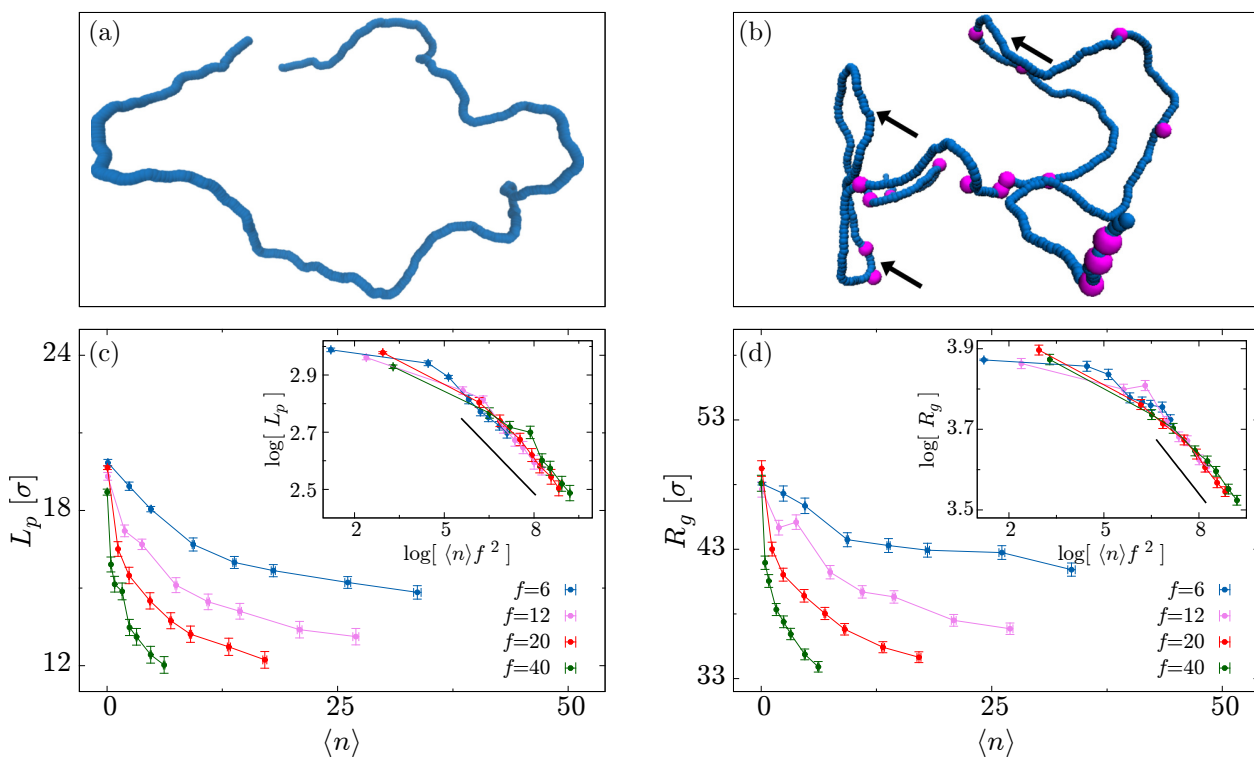 (a)
(b)
(c)
24
18
12
L_p [σ]
0
25
50
⟨n⟩
2.9
2.7
2.5
log[ L_p ]
2
5
8
log[ ⟨n⟩f² ]
f=6
f=12
f=20
f=40
(d)
53
43
33
R_g [σ]
0
25
50
⟨n⟩
3.9
3.7
3.5
log[ R_g ]
2
5
8
log[ ⟨n⟩f² ]
f=6
f=12
f=20
f=40